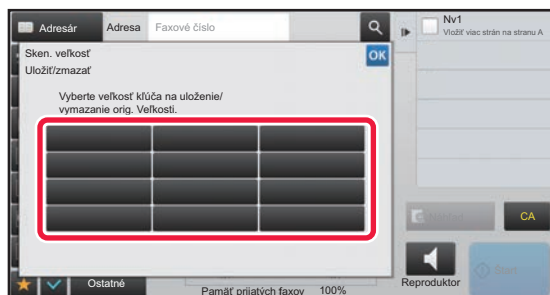 Adresár
Adresa
Faxové číslo
Nv1
Vložiť viac strán na stranu A
Sken. veľkosť
OK
Uložiť/zmazať
Vyberte veľkosť kľúča na uloženie/
vymazanie orig. Veľkosti.
CA
Ostatné
Pamäť prijatých faxov 100%
Reproduktor
Štart